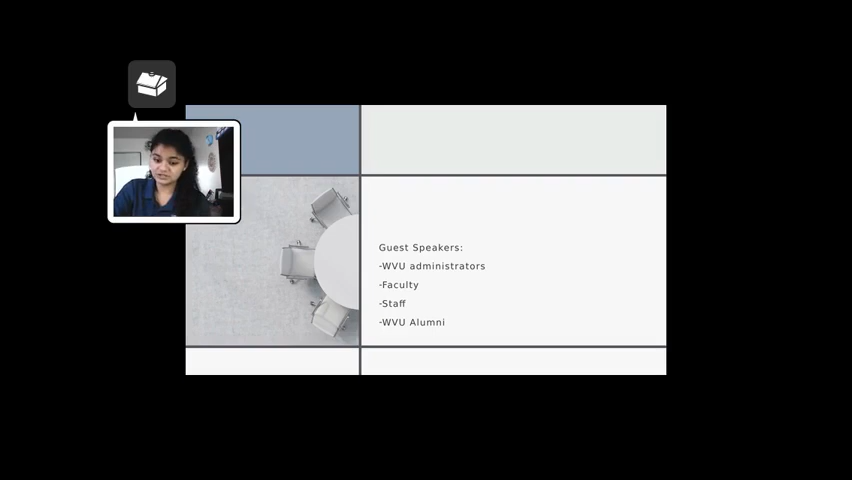 Guest Speakers:
-WVU administrators
-Faculty
-Staff
-WVU Alumni